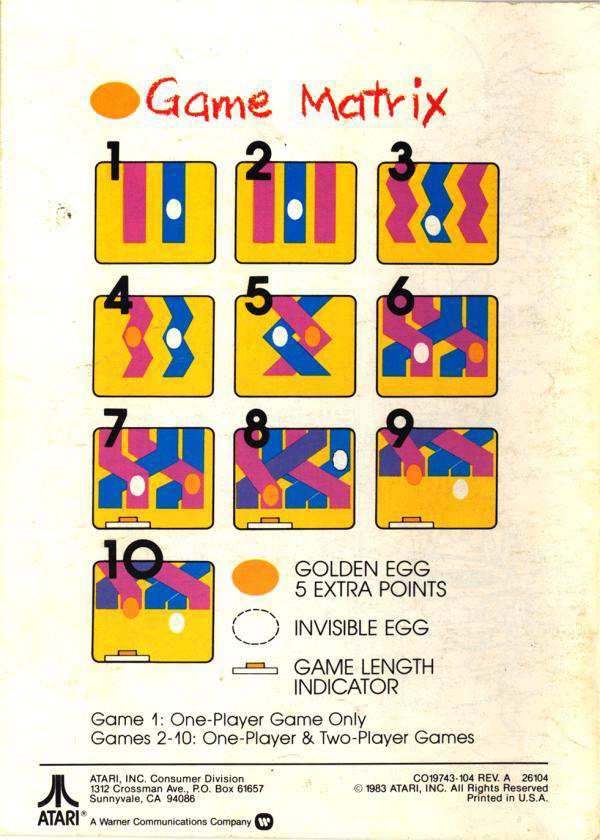 Game Matrix
1 2 3
4 5 6
7 8 9
10
GOLDEN EGG
5 EXTRA POINTS
INVISIBLE EGG
GAME LENGTH
INDICATOR
Game 1: One-Player Game Only
Games 2-10: One-Player & Two-Player Games
ATARI, INC. Consumer Division
1312 Crossman Ave., P.O. Box 61657
Sunnyvale, CA 94086
ATARI® A Warner Communications Company
CO19743-104 REV. A 26104
© 1983 ATARI, INC. All Rights Reserved
Printed in U.S.A.